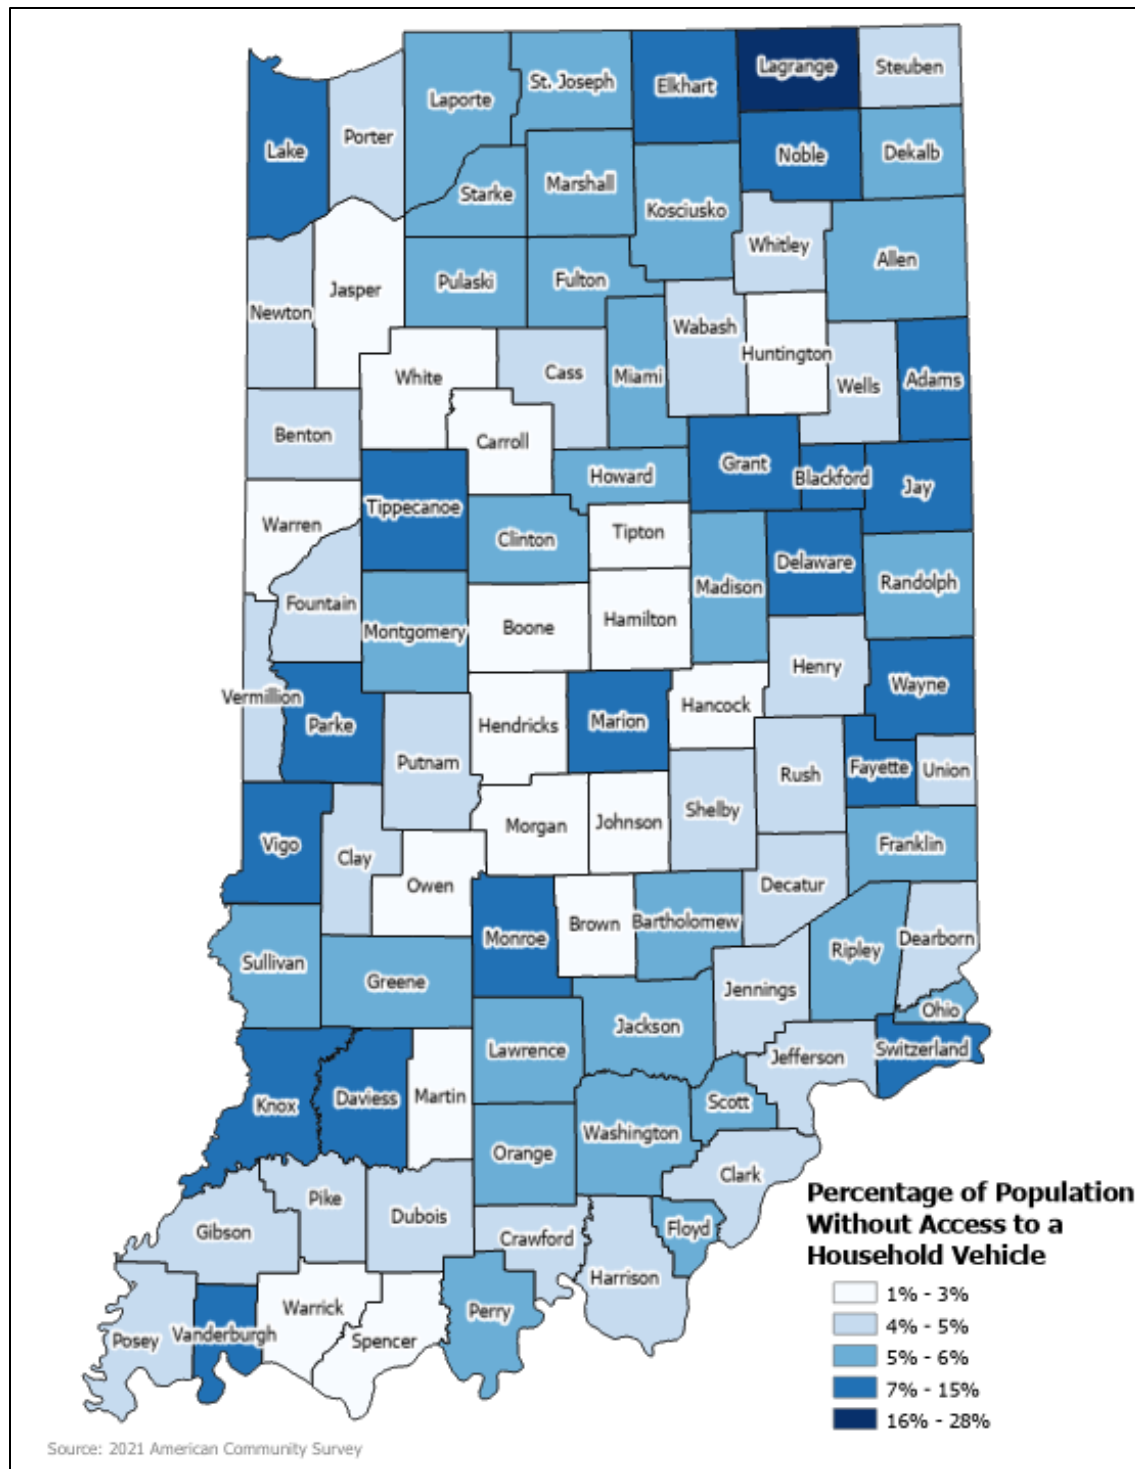 Lagrange
Steuben
St. Joseph
Elkhart
Laporte
Porter
Lake
Noble
Dekalb
Marshall
Starke
Kosciusko
Whitley
Allen
Pulaski
Fulton
Jasper
Newton
Wabash
Huntington
Miami
Cass
White
Wells
Adams
Benton
Carroll
Grant
Howard
Blackford
Jay
Tippecanoe
Warren
Clinton
Tipton
Delaware
Randolph
Madison
Fountain
Montgomery
Boone
Hamilton
Henry
Wayne
Vermillion
Parke
Hendricks
Marion
Hancock
Putnam
Rush
Fayette
Union
Shelby
Morgan
Johnson
Vigo
Clay
Franklin
Owen
Decatur
Brown
Bartholomew
Monroe
Dearborn
Ripley
Sullivan
Greene
Jennings
Ohio
Jackson
Lawrence
Jefferson
Switzerland
Knox
Daviess
Martin
Scott
Washington
Orange
Clark
Pike
Dubois
Gibson
Crawford
Floyd
Harrison
Warrick
Perry
Posey
Vanderburgh
Spencer
Percentage of Population
Without Access to a
Household Vehicle
1% - 3%
4% - 5%
5% - 6%
7% - 15%
16% - 28%
Source: 2021 American Community Survey